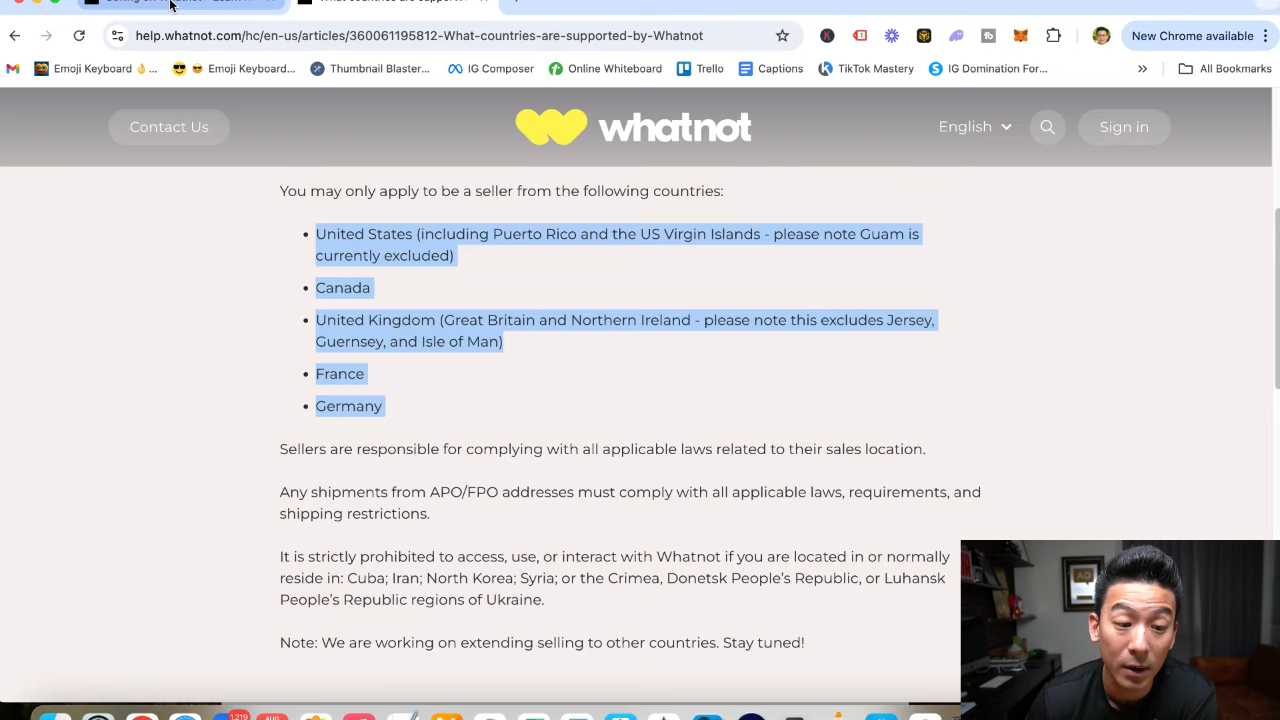 help.whatnot.com/hc/en-us/articles/360061195812-What-countries-are-supported-by-Whatnot
New Chrome available
Emoji Keyboard
Emoji Keyboard...
Thumbnail Blaster...
IG Composer
Online Whiteboard
Trello
Captions
TikTok Mastery
IG Domination For...
All Bookmarks
Contact Us
whatnot
English
Sign in
You may only apply to be a seller from the following countries:
• United States (including Puerto Rico and the US Virgin Islands - please note Guam is
currently excluded)
• Canada
• United Kingdom (Great Britain and Northern Ireland - please note this excludes Jersey,
Guernsey, and Isle of Man)
• France
• Germany
Sellers are responsible for complying with all applicable laws related to their sales location.
Any shipments from APO/FPO addresses must comply with all applicable laws, requirements, and
shipping restrictions.
It is strictly prohibited to access, use, or interact with Whatnot if you are located in or normally
reside in: Cuba; Iran; North Korea; Syria; or the Crimea, Donetsk People's Republic, or Luhansk
People's Republic regions of Ukraine.
Note: We are working on extending selling to other countries. Stay tuned!
1,219
AUG